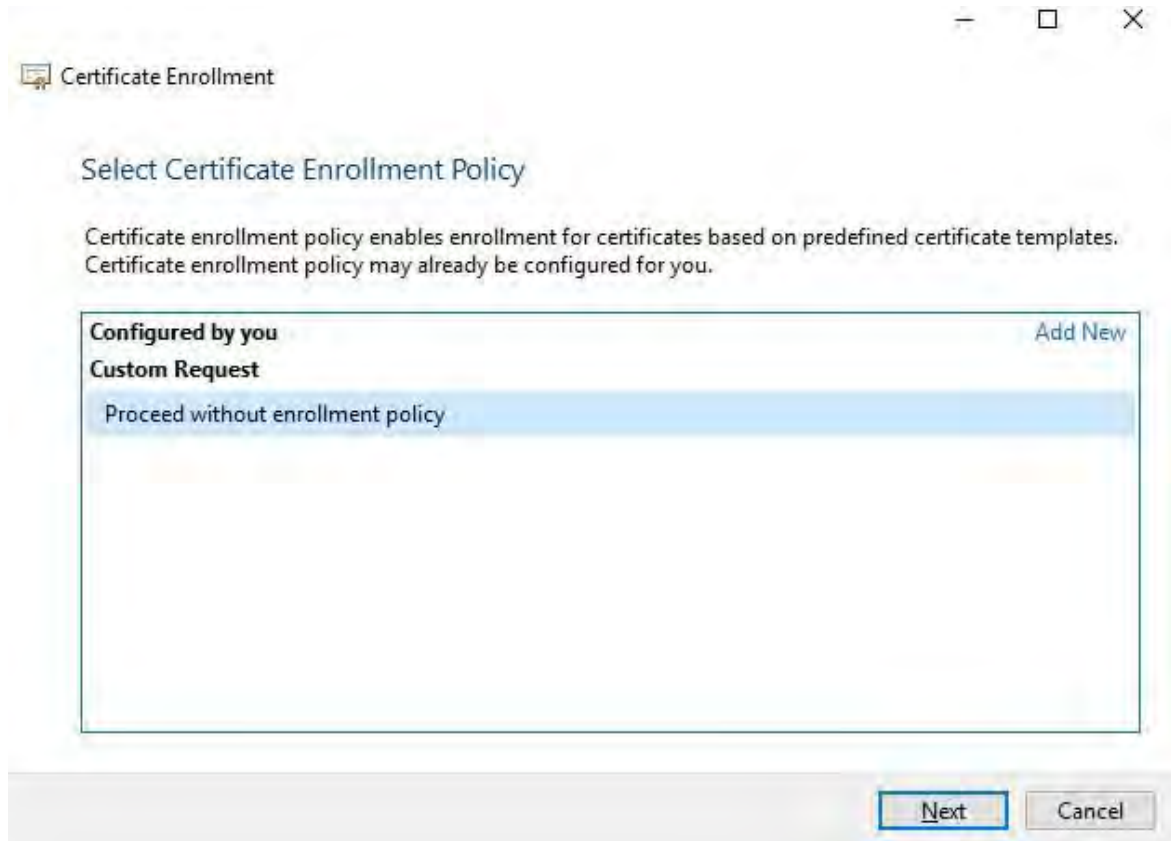 Certificate Enrollment
Select Certificate Enrollment Policy
Certificate enrollment policy enables enrollment for certificates based on predefined certificate templates.
Certificate enrollment policy may already be configured for you.
Configured by you Add New
Custom Request
Proceed without enrollment policy
Next Cancel